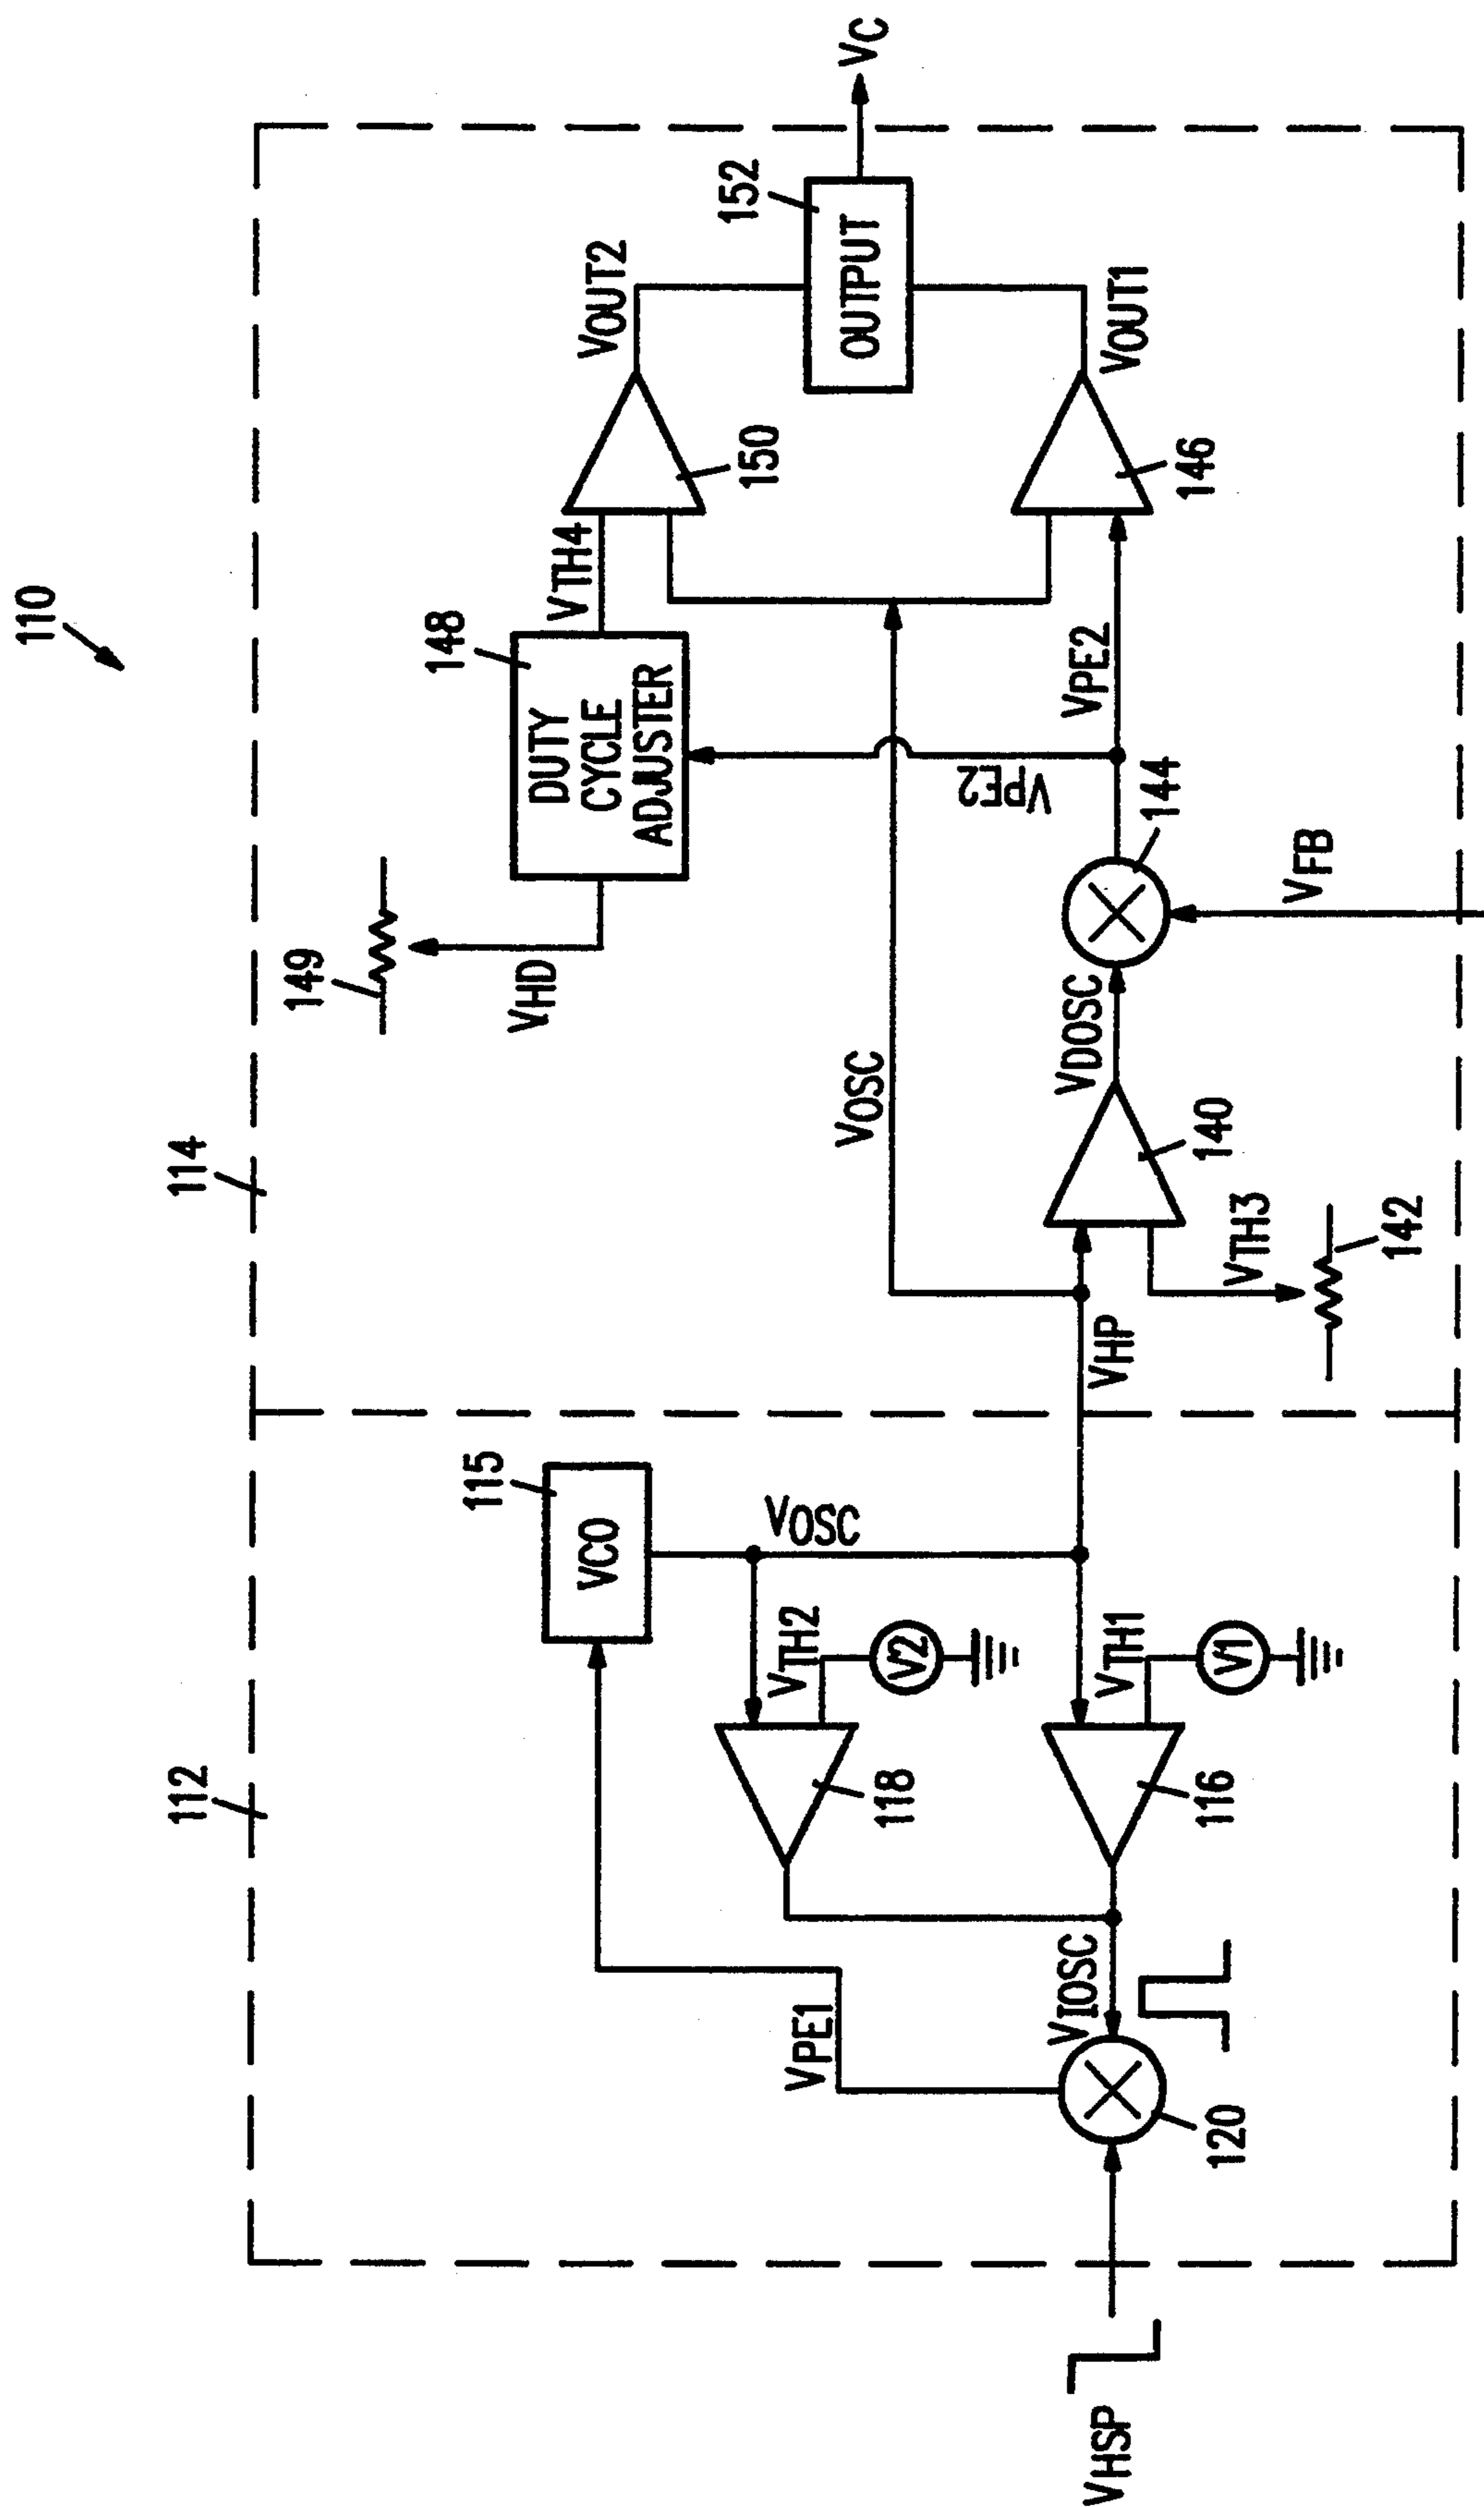 110
112
114
115
VCO
149
148
DUTY
CYCLE
ADJUSTER
VTH4
VOUT2
150
152
OUTPUT
VC
VHD
VPE1
118
VTH2
V2
VOSC
VOSC
VPE2
VPE2
VHSP
120
VIOSC
116
VTH1
V1
VHP
VTH3
142
140
VDOSC
144
VFB
146
VOUT1